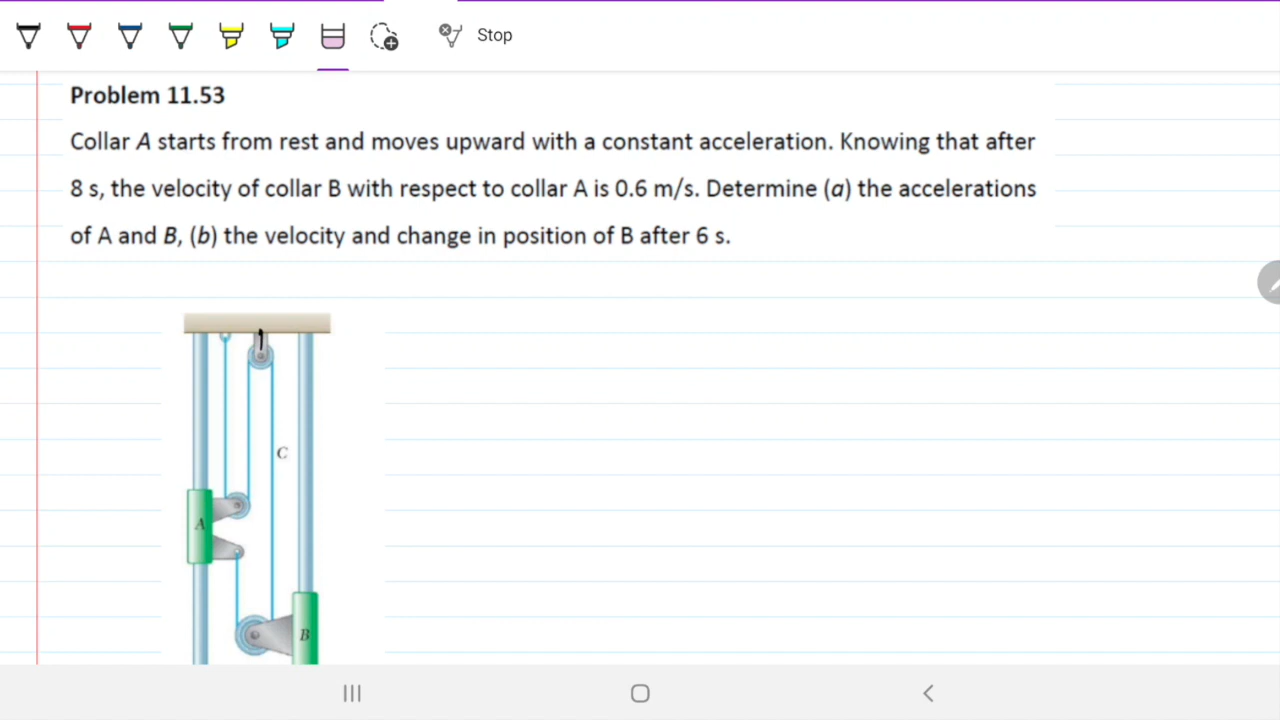 Stop
Problem 11.53
Collar A starts from rest and moves upward with a constant acceleration. Knowing that after
8 s, the velocity of collar B with respect to collar A is 0.6 m/s. Determine (a) the accelerations
of A and B, (b) the velocity and change in position of B after 6 s.
C
A
B